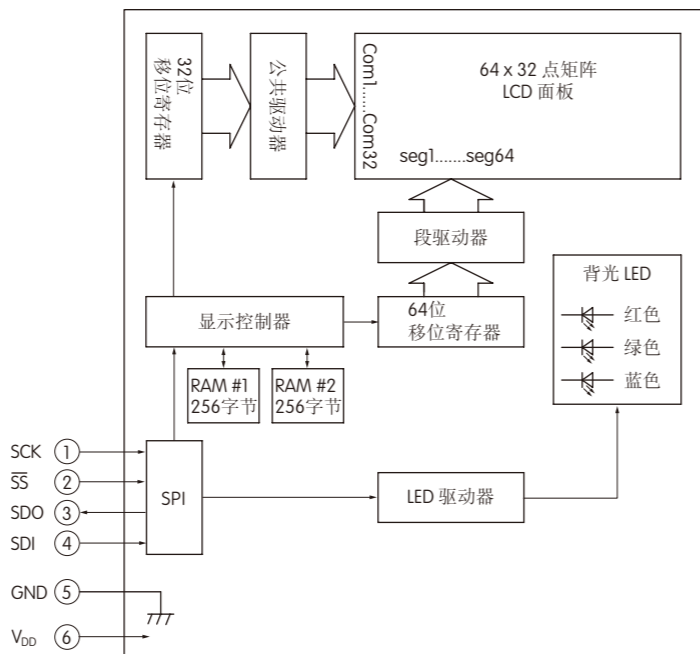 32位
移位寄存器
公共驱动器
Com1......Com32
64 x 32 点矩阵
LCD 面板
seg1.......seg64
段驱动器
背光 LED
红色
绿色
蓝色
显示控制器
64位
移位寄存器
RAM #1
256字节
RAM #2
256字节
SCK 1
SS 2
SDO 3
SDI 4
SPI
LED 驱动器
GND 5
VDD 6